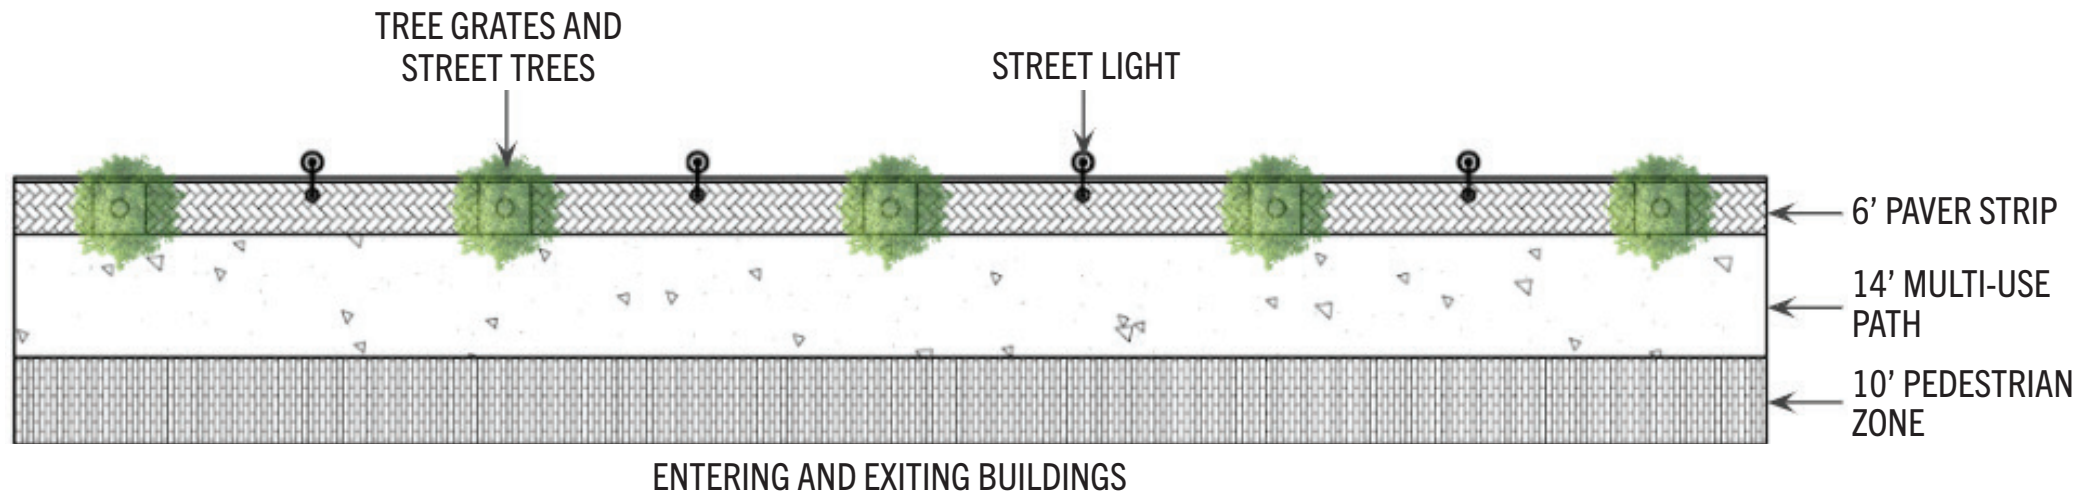 TREE GRATES AND
STREET TREES
STREET LIGHT
6’ PAVER STRIP
14’ MULTI-USE
PATH
10’ PEDESTRIAN
ZONE
ENTERING AND EXITING BUILDINGS